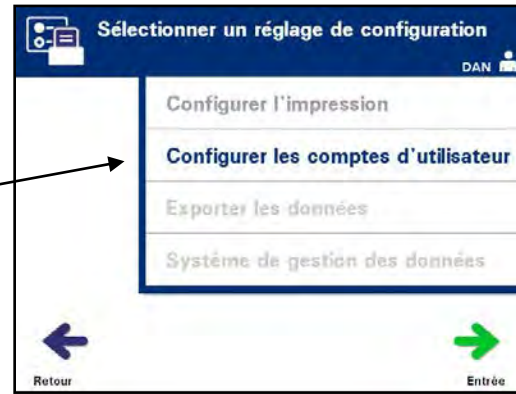 Sélectionner un réglage de configuration
DAN
Configurer l'impression
Configurer les comptes d'utilisateur
Exporter les données
Système de gestion des données
Retour
Entrée